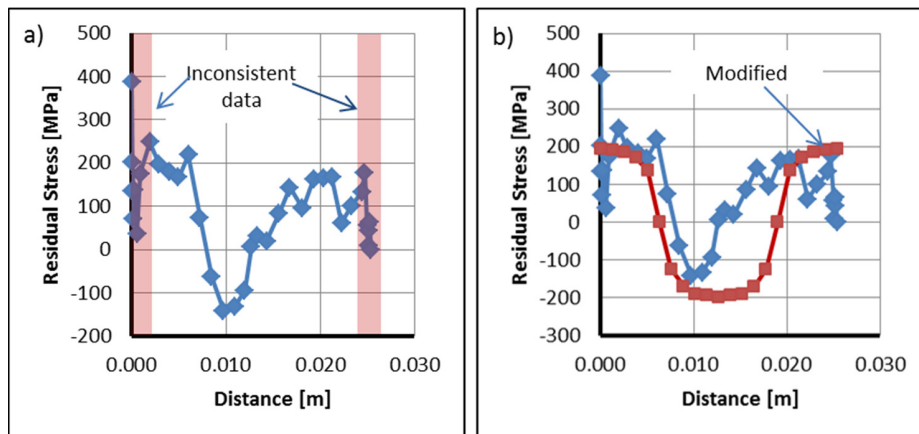 a)
500
400
300
200
100
0
-100
-200
0.000 0.010 0.020 0.030
Residual Stress [MPa]
Distance [m]
Inconsistent
data
b)
500
400
300
200
100
0
-100
-200
-300
0.000 0.010 0.020 0.030
Residual Stress [MPa]
Distance [m]
Modified